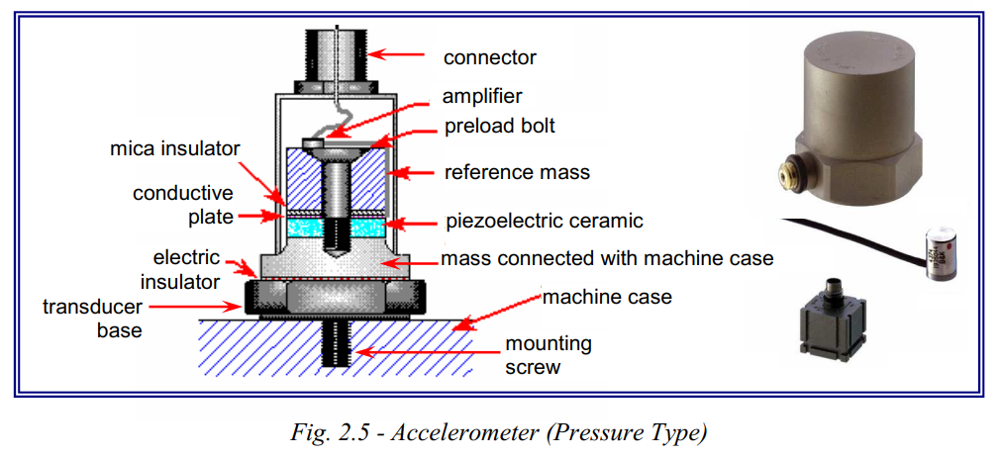 connector
amplifier
preload bolt
mica insulator
reference mass
conductive
plate
piezoelectric ceramic
electric
insulator
mass connected with machine case
transducer
base
machine case
mounting
screw
Fig. 2.5 - Accelerometer (Pressure Type)